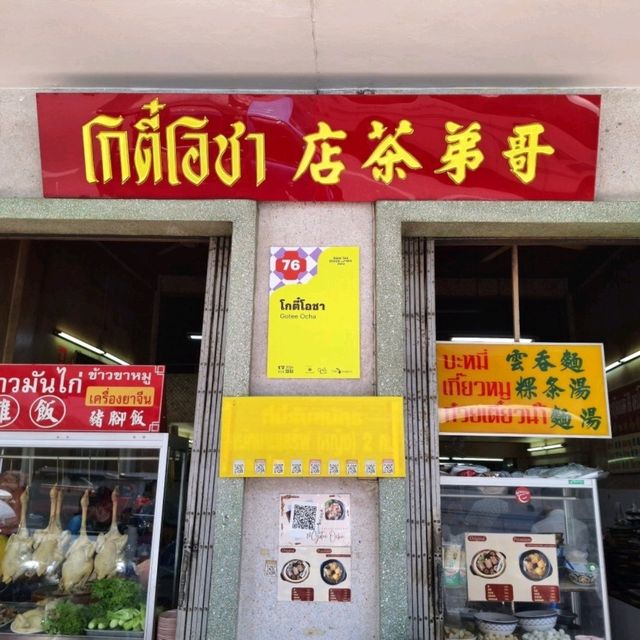 โกตี๋โอชา 店茶弟哥
76
โกตี๋โอชา
Gotee Ocha
ข้าวมันไก่ ข้าวขาหมู
เครื่องยาจีน
雞飯 豬腳飯
บะหมี่ 雲吞麵
เกี๊ยวหมู 粿条湯
ก๋วยเตี๋ยวน้ำ 麵湯